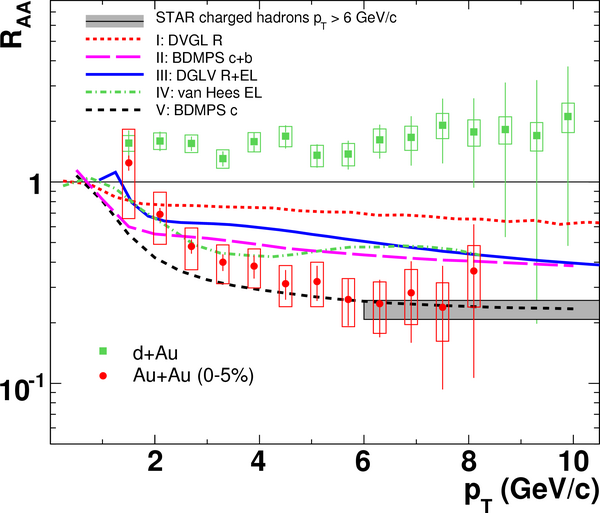 R_AA
STAR charged hadrons p_T > 6 GeV/c
I: DVGL R
II: BDMPS c+b
III: DGLV R+EL
IV: van Hees EL
V: BDMPS c
1
d+Au
Au+Au (0-5%)
10^-1
2 4 6 8 10
p_T (GeV/c)